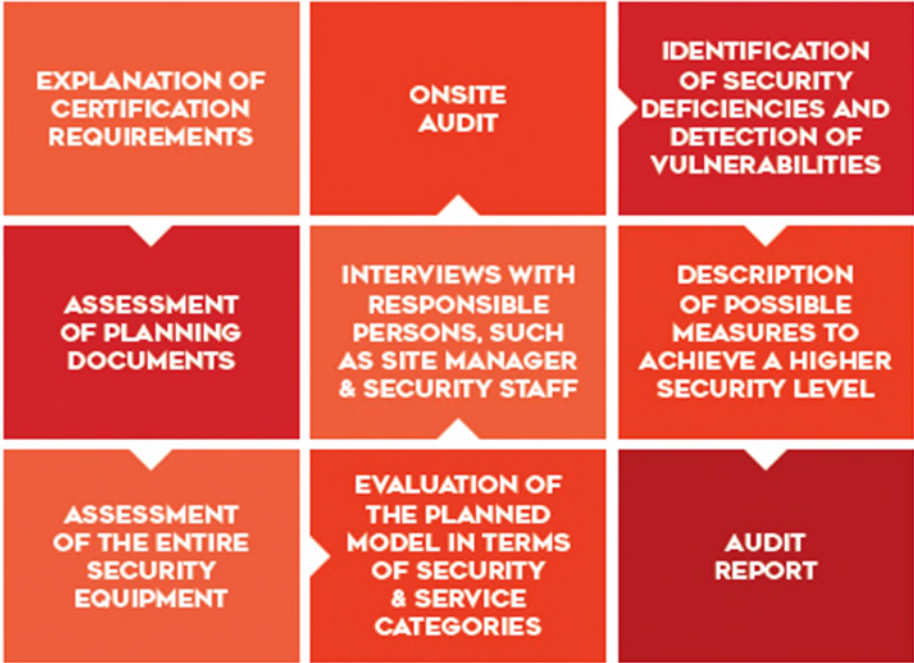 EXPLANATION OF
CERTIFICATION
REQUIREMENTS
ASSESSMENT
OF PLANNING
DOCUMENTS
ASSESSMENT
OF THE ENTIRE
SECURITY
EQUIPMENT
EVALUATION OF
THE PLANNED
MODEL IN TERMS
OF SECURITY
& SERVICE
CATEGORIES
INTERVIEWS WITH
RESPONSIBLE
PERSONS, SUCH
AS SITE MANAGER
& SECURITY STAFF
ONSITE
AUDIT
IDENTIFICATION
OF SECURITY
DEFICIENCIES AND
DETECTION OF
VULNERABILITIES
DESCRIPTION
OF POSSIBLE
MEASURES TO
ACHIEVE A HIGHER
SECURITY LEVEL
AUDIT
REPORT